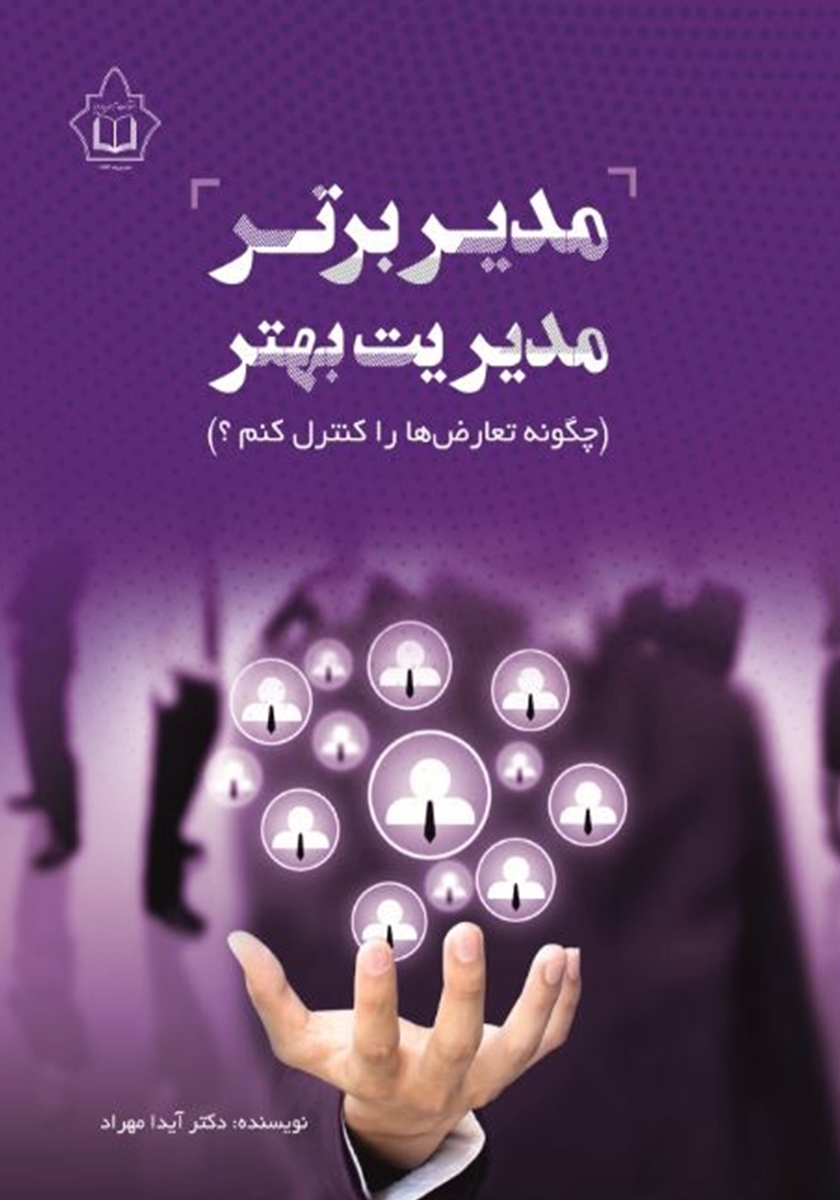 مدیر برتر
مدیریت بهتر
(چگونه تعارض‌ها را کنترل کنم ؟)
نویسنده: دکتر آیدا مهراد